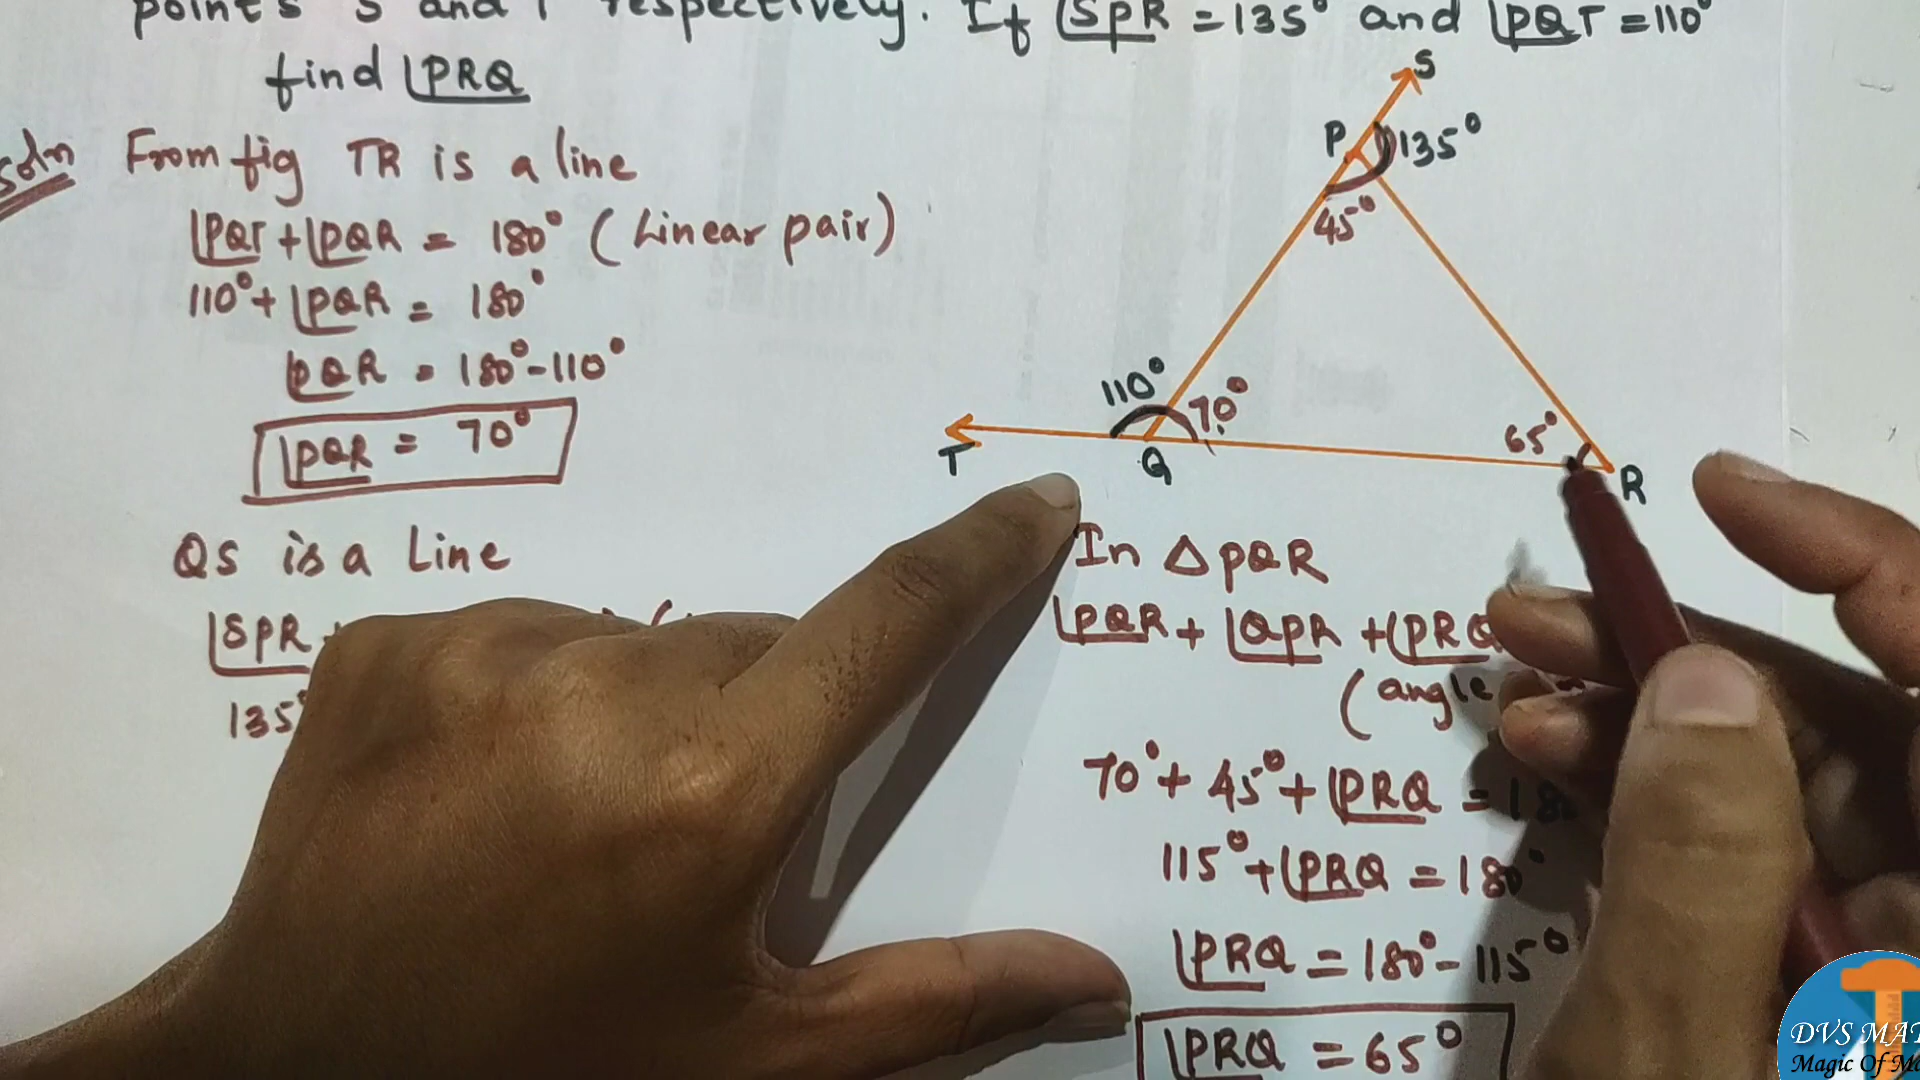 points S and T respectively. If ∠SPR = 135° and ∠PQT = 110°
find ∠PRQ
Soln From fig TR is a line
∠PQT + ∠PQR = 180° (Linear pair)
110° + ∠PQR = 180°
∠PQR = 180° - 110°
∠PQR = 70°
QS is a Line
∠SPR +
135°
S
P 135°
45°
110° 70°
65°
T Q R
In △PQR
∠PQR + ∠QPR + ∠PRQ
(angle
70° + 45° + ∠PRQ = 180
115° + ∠PRQ = 180°
∠PRQ = 180° - 115°
∠PRQ = 65°
DVS MAT
Magic Of Ma